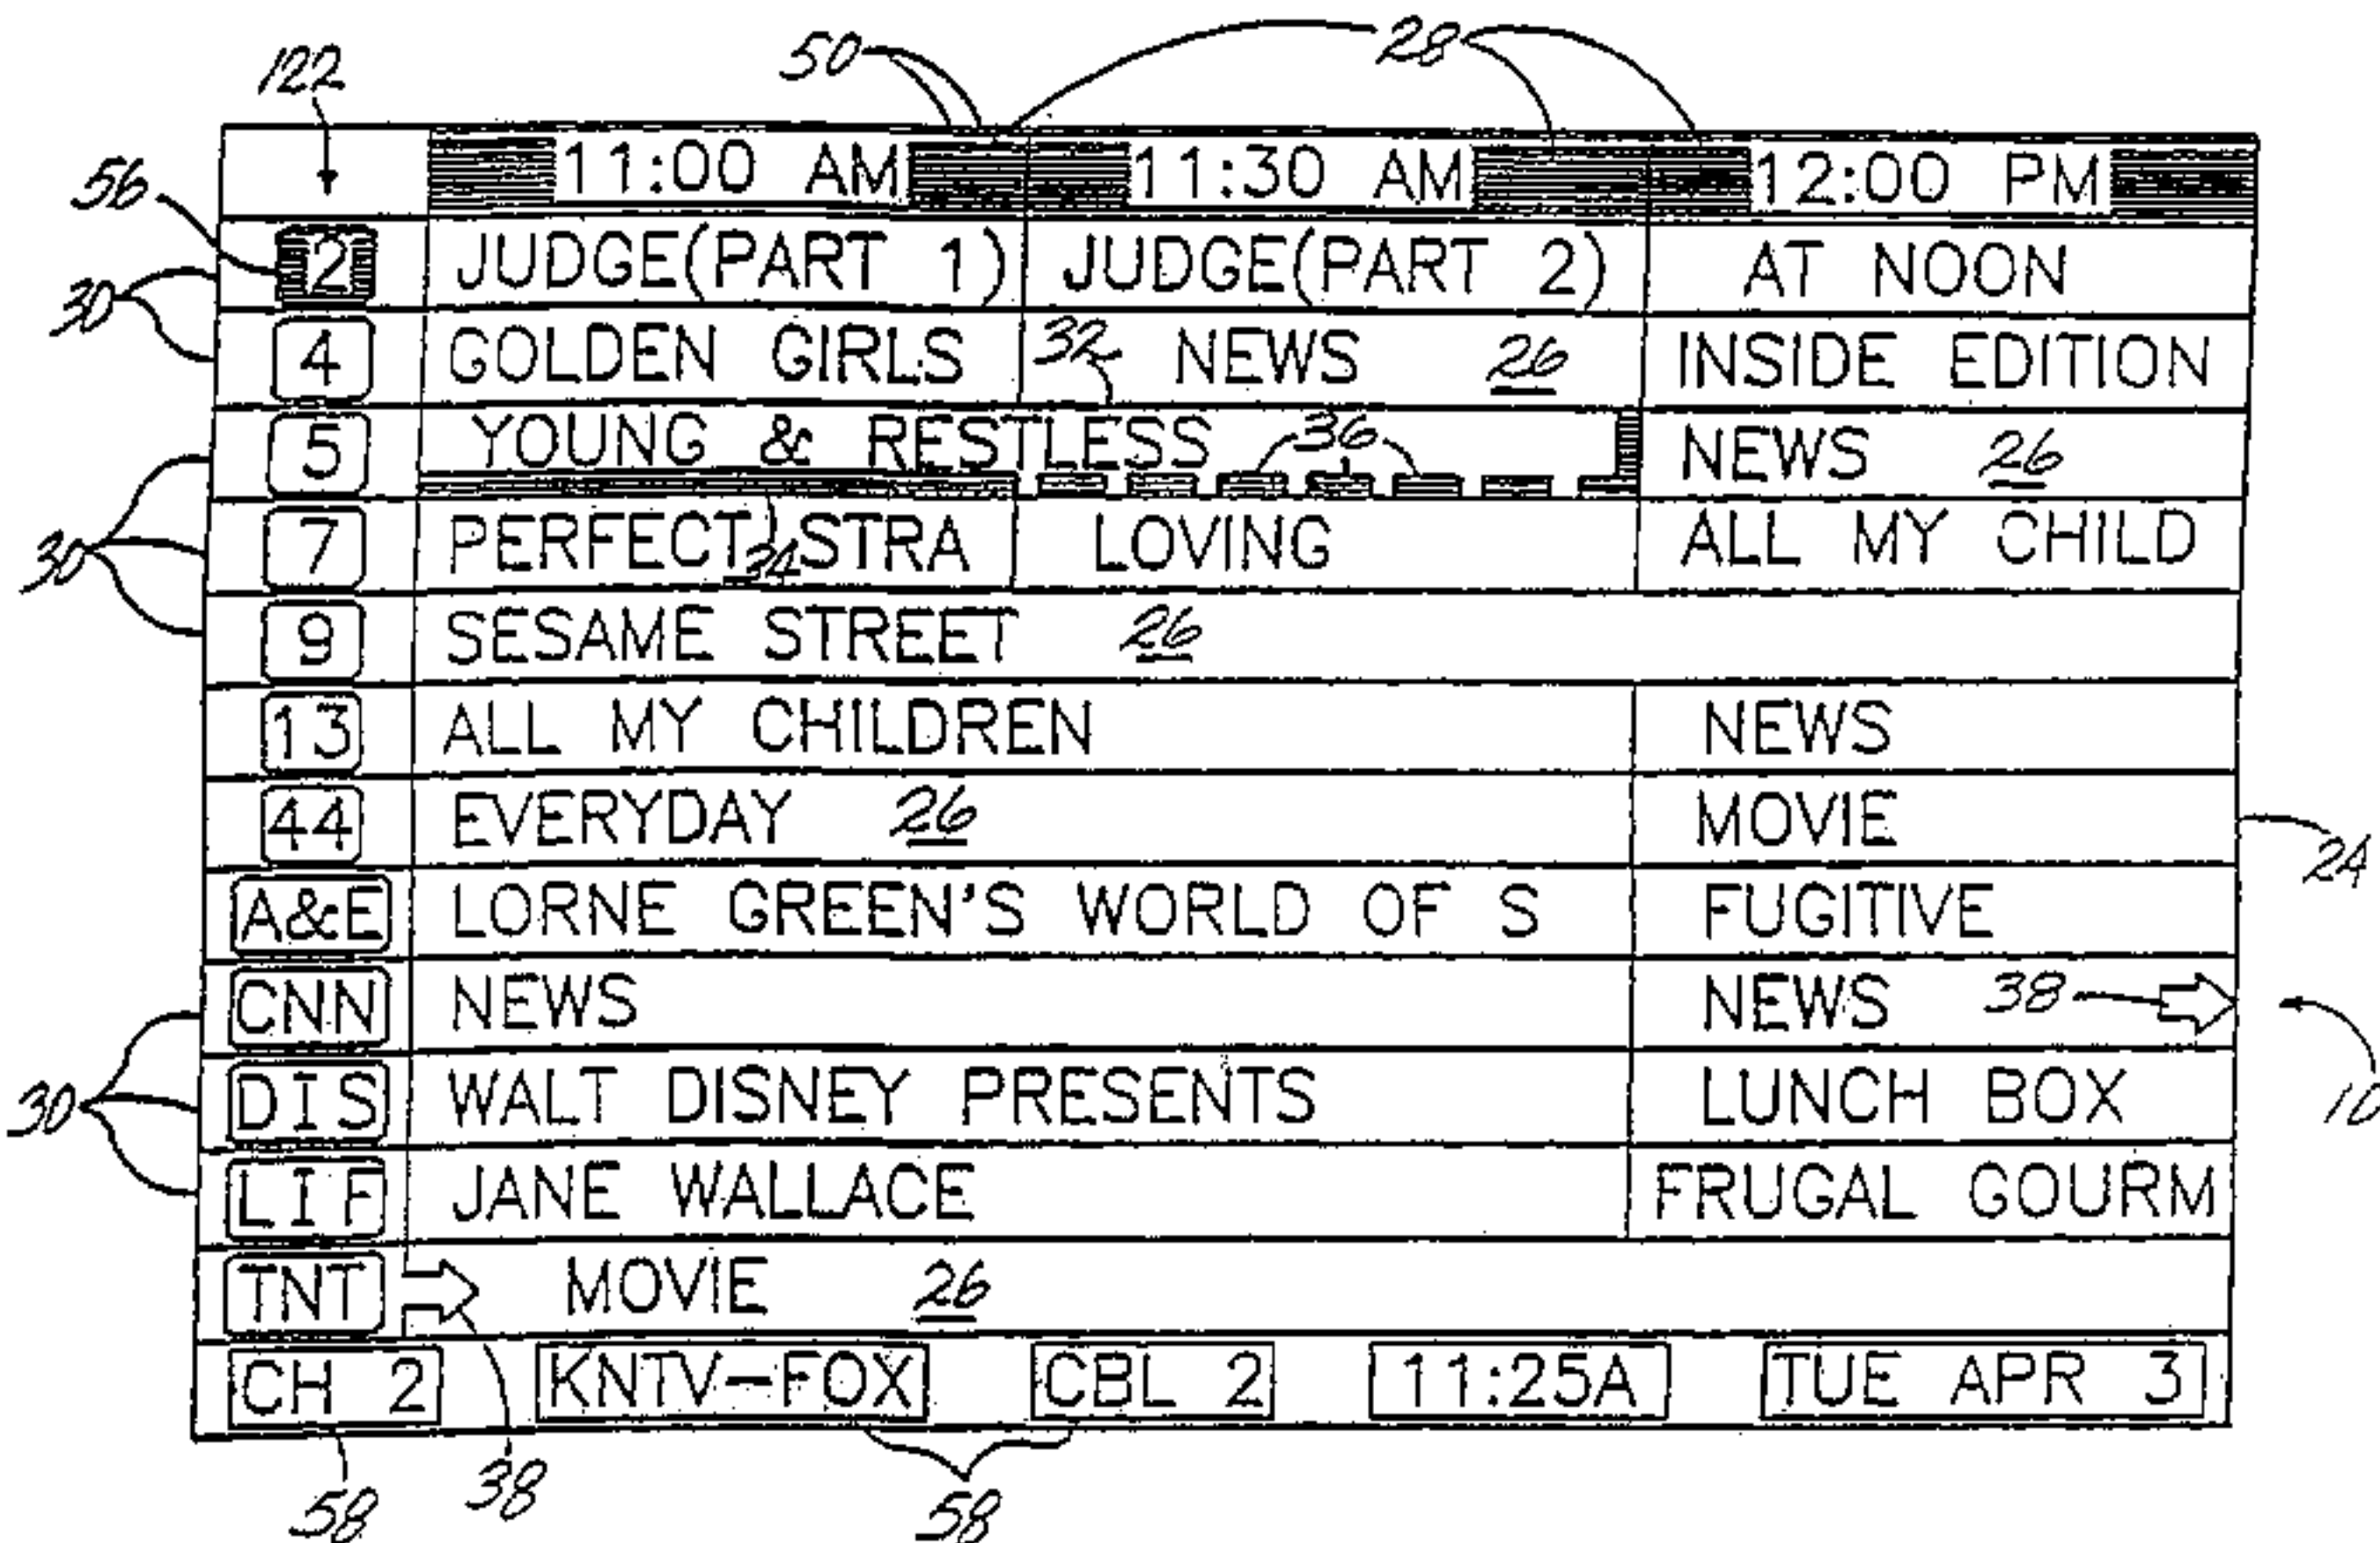 50 28
122
11:00 AM 11:30 AM 12:00 PM
56
2 JUDGE(PART 1) JUDGE(PART 2) AT NOON
30
4 GOLDEN GIRLS 32 NEWS 26 INSIDE EDITION
5 YOUNG & RESTLESS 36 NEWS 26
30 7 PERFECT STRA 34 LOVING ALL MY CHILD
9 SESAME STREET 26
13 ALL MY CHILDREN NEWS
44 EVERYDAY 26 MOVIE
24
A&E LORNE GREEN'S WORLD OF S FUGITIVE
CNN NEWS NEWS 38
30 DIS WALT DISNEY PRESENTS LUNCH BOX 10
LIF JANE WALLACE FRUGAL GOURM
TNT MOVIE 26
CH 2 KNTV-FOX CBL 2 11:25A TUE APR 3
58 38 58